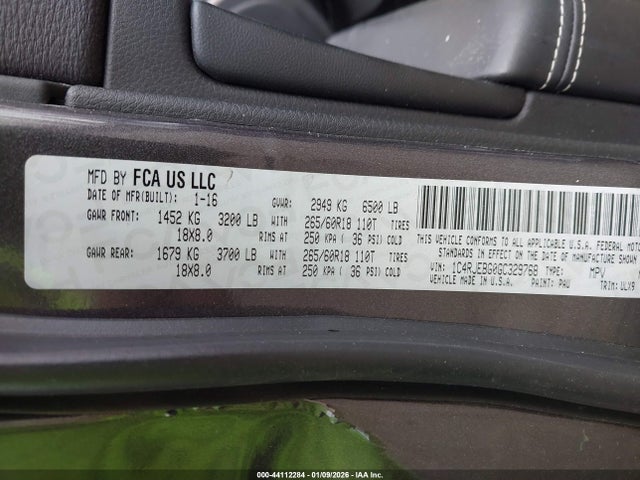 MFD BY FCA US LLC
DATE OF MFR(BUILT): 1-16 GVWR: 2949 KG 6500 LB
GAWR FRONT: 1452 KG 3200 LB WITH 265/60R18 110T TIRES
18X8.0 RIMS AT 250 KPA ( 36 PSI) COLD
GAWR REAR: 1679 KG 3700 LB WITH 265/60R18 110T TIRES
18X8.0 RIMS AT 250 KPA ( 36 PSI) COLD
THIS VEHICLE CONFORMS TO ALL APPLICABLE U.S.A. FEDERAL MOTOR
STANDARDS IN EFFECT ON THE DATE OF MANUFACTURE SHOWN
VIN: 1C4RJEBG0GC329768 TYPE: MPV
VEHICLE MADE IN U.S.A. PAINT: PAU TRIM: ULX9
000-44112284 | 01/09/2026 | IAA Inc.